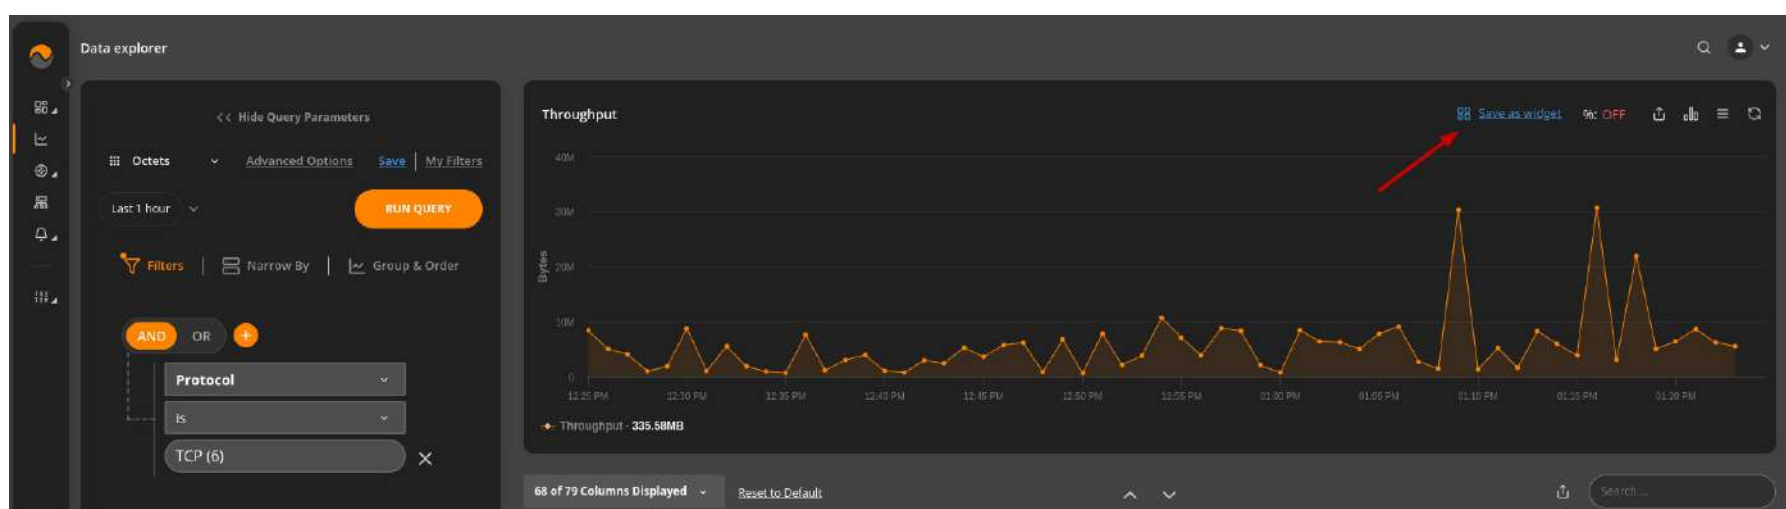 Data explorer
<< Hide Query Parameters
Octets
Advanced Options
Save
My Filters
Last 1 hour
RUN QUERY
Filters
Narrow By
Group & Order
AND
OR
Protocol
Is
TCP (6)
Throughput
Save as widget
%: OFF
40M
30M
20M
10M
0
Bytes
12:25 PM
12:30 PM
12:35 PM
12:40 PM
12:45 PM
12:50 PM
12:55 PM
01:00 PM
01:05 PM
01:10 PM
01:15 PM
01:20 PM
Throughput - 335.58MB
68 of 79 Columns Displayed
Reset to Default
Search ...